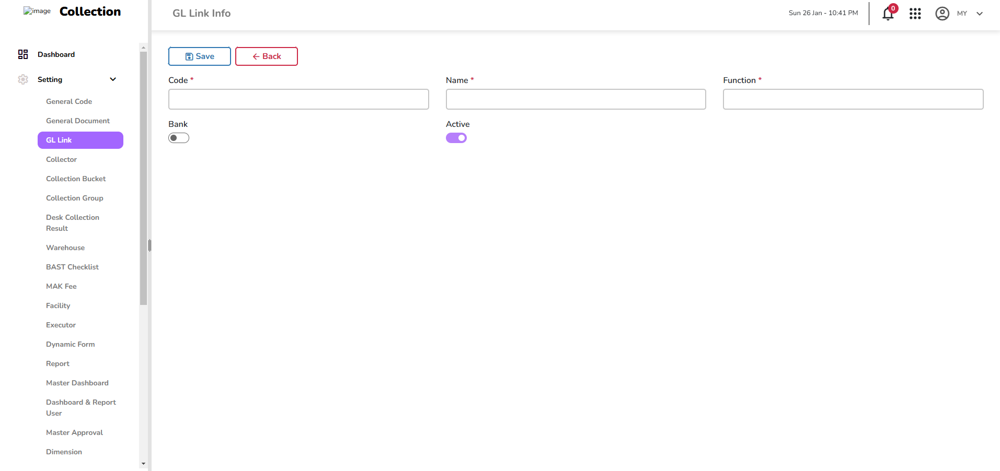 image Collection
GL Link Info
Sun 26 Jan - 10:41 PM
0
MY
Dashboard
Setting
General Code
General Document
GL Link
Collector
Collection Bucket
Collection Group
Desk Collection
Result
Warehouse
BAST Checklist
MAK Fee
Facility
Executor
Dynamic Form
Report
Master Dashboard
Dashboard & Report
User
Master Approval
Dimension
Save
Back
Code *
Name *
Function *
Bank
Active